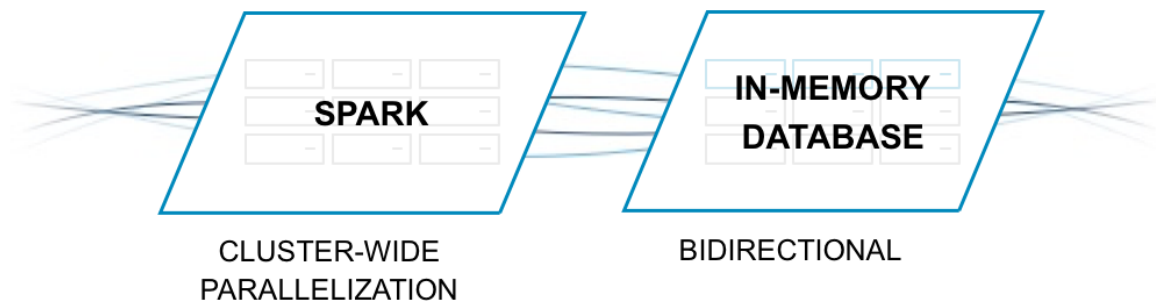 SPARK
IN-MEMORY
DATABASE
CLUSTER-WIDE
PARALLELIZATION
BIDIRECTIONAL